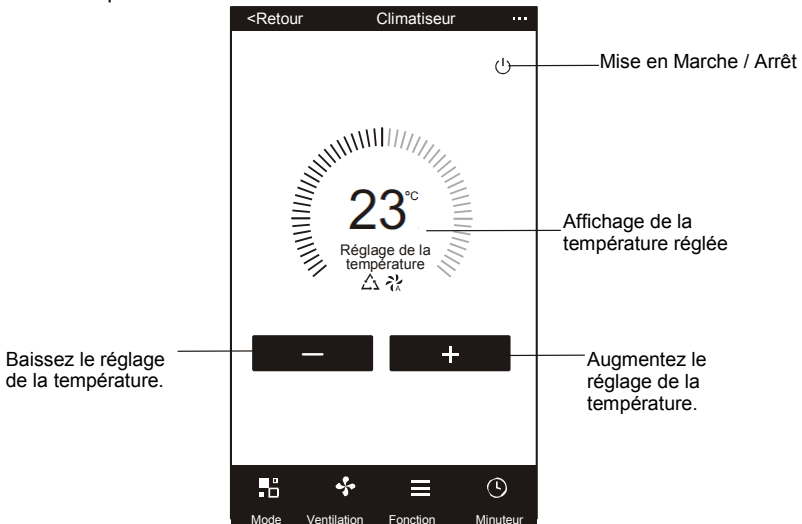 <Retour Climatiseur ...
Mise en Marche / Arrêt
23°C
Réglage de la
température
A
Affichage de la
température réglée
Baissez le réglage
de la température.
— +
Augmentez le
réglage de la
température.
Mode Ventilation Fonction Minuteur